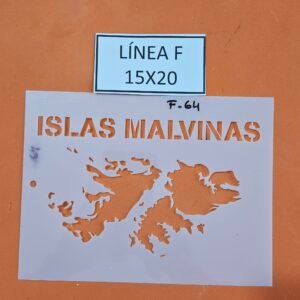 LÍNEA F
15X20
F-64
ISLAS MALVINAS